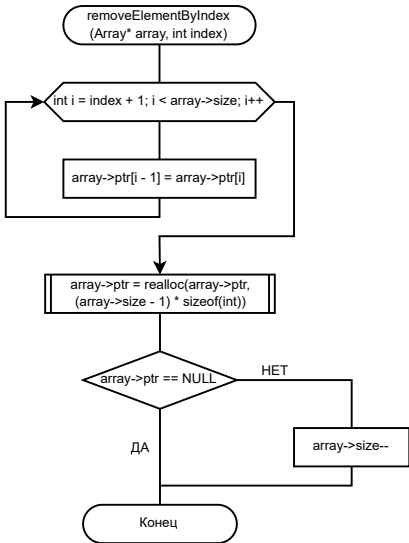 removeElementByIndex
(Array* array, int index)
int i = index + 1; i < array->size; i++
array->ptr[i - 1] = array->ptr[i]
array->ptr = realloc(array->ptr,
(array->size - 1) * sizeof(int))
array->ptr == NULL
НЕТ
array->size--
ДА
Конец